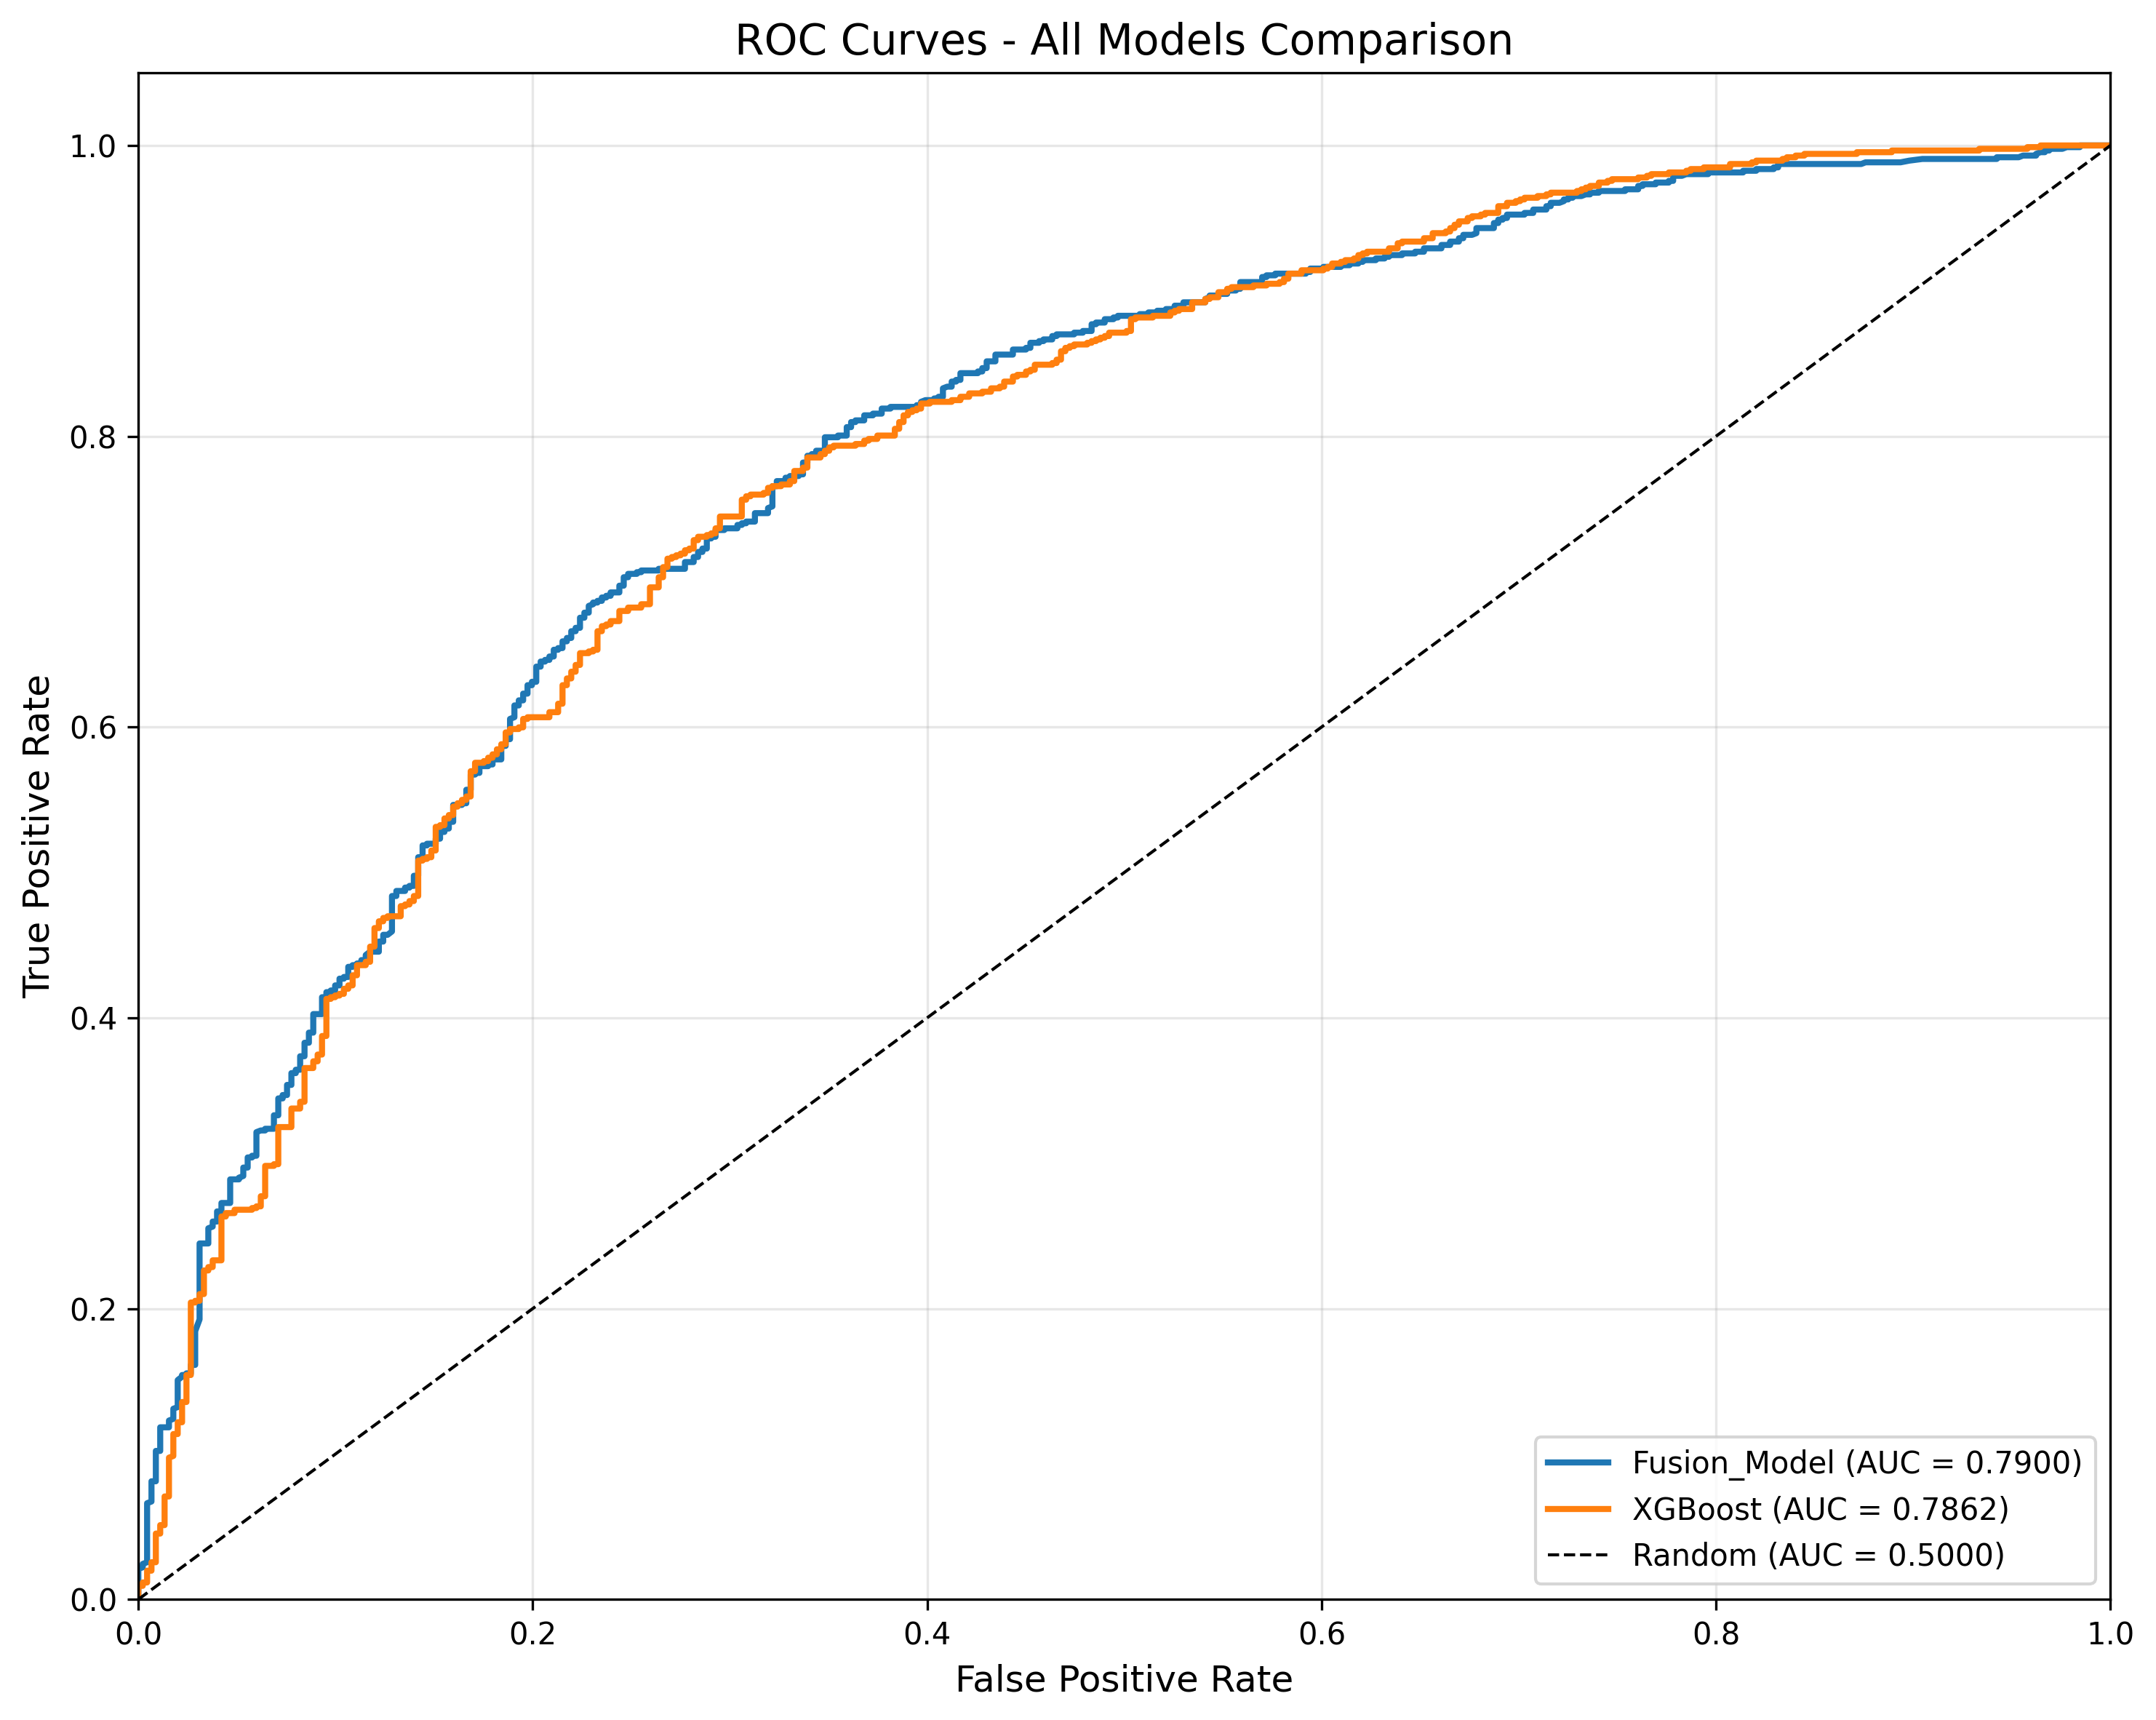 ROC Curves - All Models Comparison
True Positive Rate
1.0
0.8
0.6
0.4
0.2
0.0
0.0 0.2 0.4 0.6 0.8 1.0
False Positive Rate
Fusion_Model (AUC = 0.7900)
XGBoost (AUC = 0.7862)
Random (AUC = 0.5000)